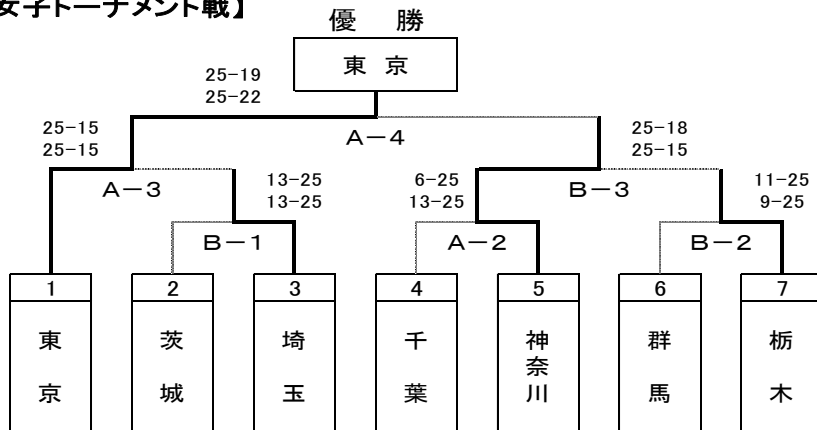 女子トーナメント戦】
優　勝
東 京
25-19
25-22
A-4
25-15
25-15
25-18
25-15
A-3
13-25
13-25
6-25
13-25
B-3
11-25
9-25
B-1
A-2
B-2
1
2
3
4
5
6
7
東京
茨城
埼玉
千葉
神奈川
群馬
栃木